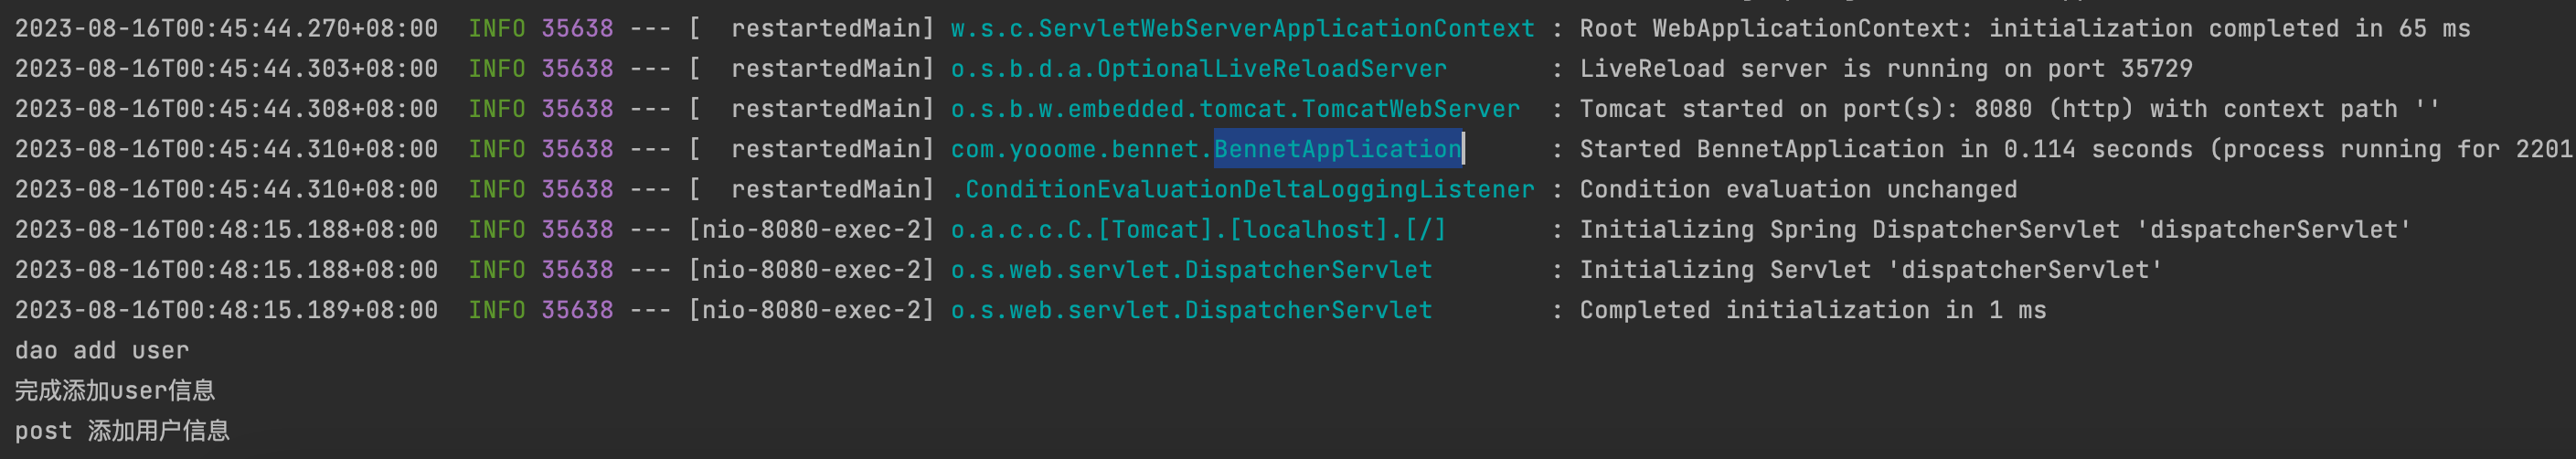 2023-08-16T00:45:44.270+08:00  INFO 35638 --- [  restartedMain] w.s.c.ServletWebServerApplicationContext : Root WebApplicationContext: initialization completed in 65 ms
2023-08-16T00:45:44.303+08:00  INFO 35638 --- [  restartedMain] o.s.b.d.a.OptionalLiveReloadServer       : LiveReload server is running on port 35729
2023-08-16T00:45:44.308+08:00  INFO 35638 --- [  restartedMain] o.s.b.w.embedded.tomcat.TomcatWebServer  : Tomcat started on port(s): 8080 (http) with context path ''
2023-08-16T00:45:44.310+08:00  INFO 35638 --- [  restartedMain] com.yooome.bennet.BennetApplication      : Started BennetApplication in 0.114 seconds (process running for 2201
2023-08-16T00:45:44.310+08:00  INFO 35638 --- [  restartedMain] .ConditionEvaluationDeltaLoggingListener : Condition evaluation unchanged
2023-08-16T00:48:15.188+08:00  INFO 35638 --- [nio-8080-exec-2] o.a.c.c.C.[Tomcat].[localhost].[/]       : Initializing Spring DispatcherServlet 'dispatcherServlet'
2023-08-16T00:48:15.188+08:00  INFO 35638 --- [nio-8080-exec-2] o.s.web.servlet.DispatcherServlet        : Initializing Servlet 'dispatcherServlet'
2023-08-16T00:48:15.189+08:00  INFO 35638 --- [nio-8080-exec-2] o.s.web.servlet.DispatcherServlet        : Completed initialization in 1 ms
dao add user
完成添加user信息
post 添加用户信息